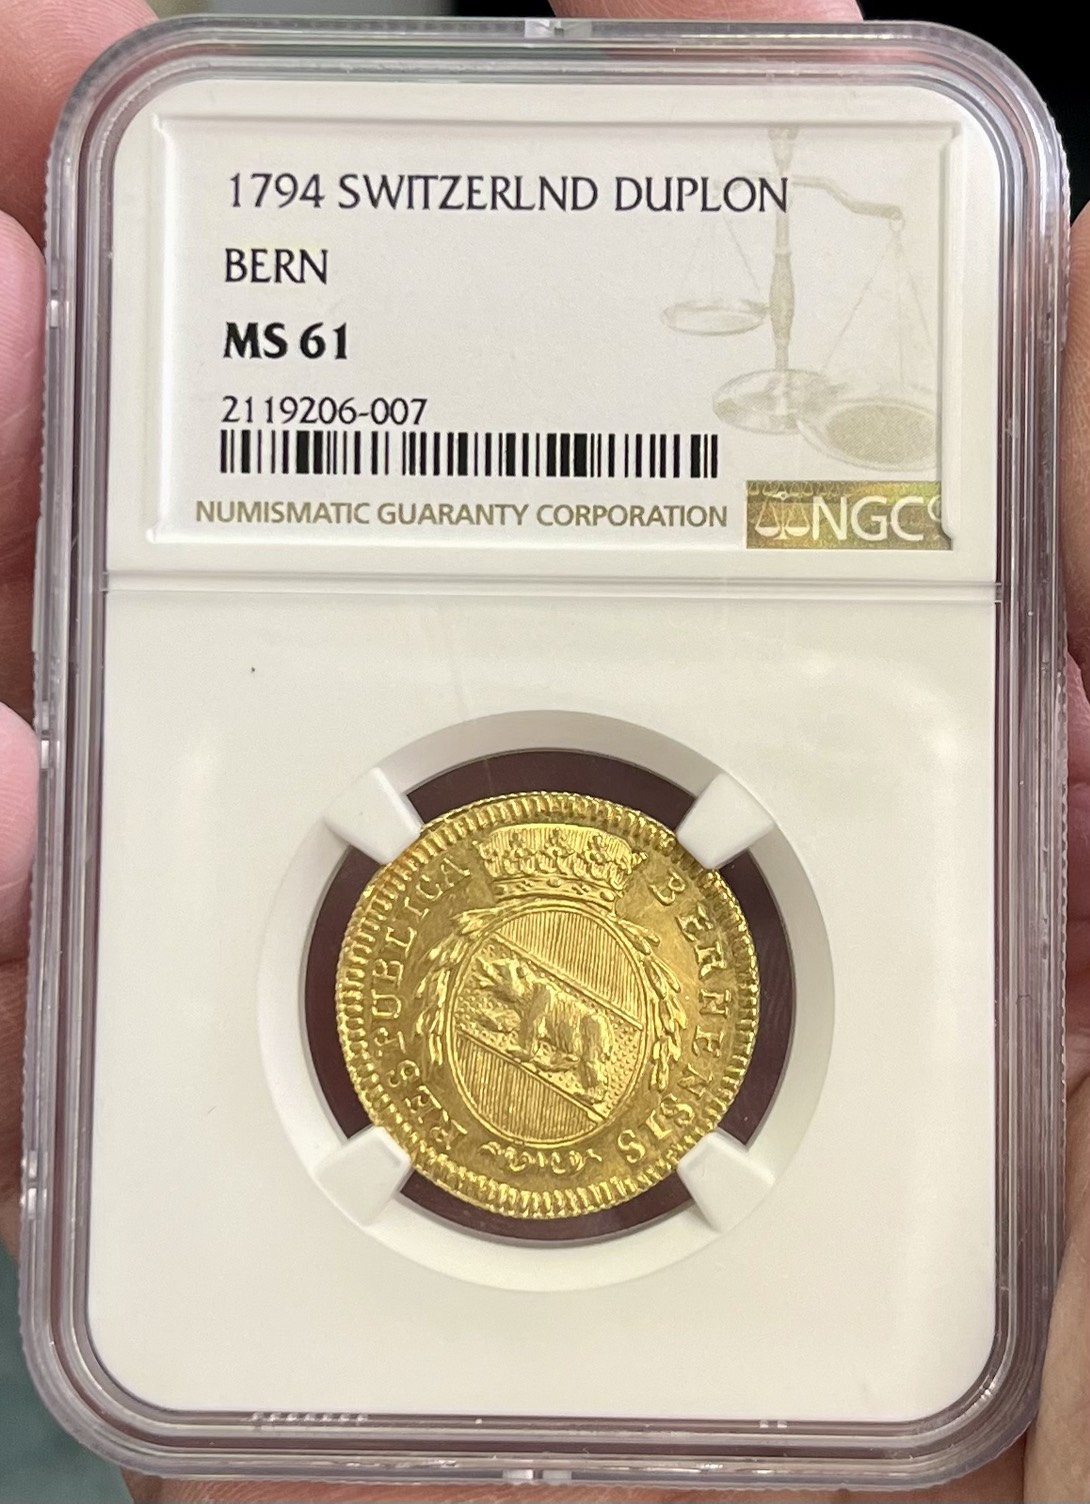 1794 SWITZERLND DUPLON
BERN
MS 61
2119206-007
NUMISMATIC GUARANTY CORPORATION
NGC
RESPUBLICA BERNENSIS